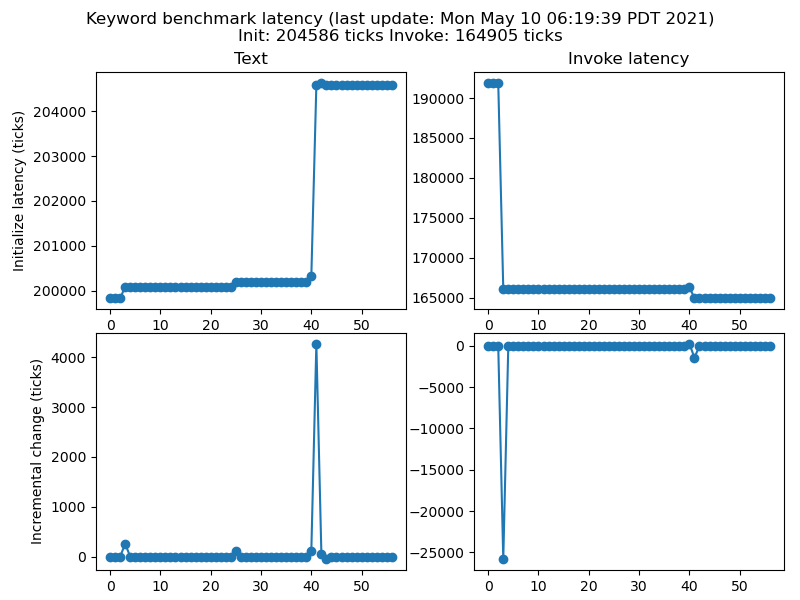 Keyword benchmark latency (last update: Mon May 10 06:19:39 PDT 2021)
Init: 204586 ticks Invoke: 164905 ticks
Text
Initialize latency (ticks)
204000
203000
202000
201000
200000
0 10 20 30 40 50
Invoke latency
190000
185000
180000
175000
170000
165000
0 10 20 30 40 50
Incremental change (ticks)
4000
3000
2000
1000
0
0 10 20 30 40 50
0
−5000
−10000
−15000
−20000
−25000
0 10 20 30 40 50